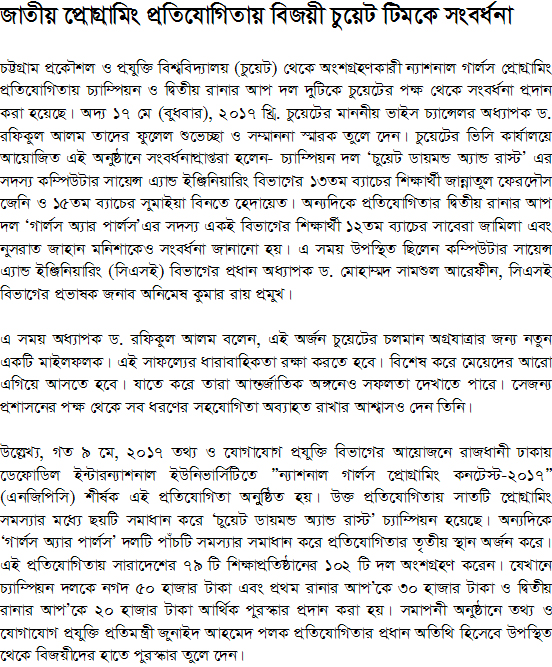 জাতীয় প্রোগ্রামিং প্রতিযোগিতায় বিজয়ী চুয়েট টিমকে সংবর্ধনা
চট্টগ্রাম প্রকৌশল ও প্রযুক্তি বিশ্ববিদ্যালয় (চুয়েট) থেকে অংশগ্রহণকারী ন্যাশনাল গার্লস প্রোগ্রামিং
প্রতিযোগিতায় চ্যাম্পিয়ন ও দ্বিতীয় রানার আপ দল দুটিকে চুয়েটের পক্ষ থেকে সংবর্ধনা প্রদান
করা হয়েছে। অদ্য ১৭ মে (বুধবার), ২০১৭ খ্রি. চুয়েটের মাননীয় ভাইস চ্যান্সেলর অধ্যাপক ড.
রফিকুল আলম তাদের ফুলেল শুভেচ্ছা ও সম্মাননা স্মারক তুলে দেন। চুয়েটের ভিসি কার্যালয়ে
আয়োজিত এই অনুষ্ঠানে সংবর্ধনাপ্রাপ্তরা হলেন- চ্যাম্পিয়ন দল ‘চুয়েট ডায়মন্ড অ্যান্ড রাস্ট’ এর
সদস্য কম্পিউটার সায়েন্স এ্যান্ড ইঞ্জিনিয়ারিং বিভাগের ১৩তম ব্যাচের শিক্ষার্থী জান্নাতুল ফেরদৌস
জেনি ও ১৫তম ব্যাচের সুমাইয়া বিনতে হেদায়েত। অন্যদিকে প্রতিযোগিতার দ্বিতীয় রানার আপ
দল ‘গার্লস অ্যার পার্লস’এর সদস্য একই বিভাগের শিক্ষার্থী ১২তম ব্যাচের সাবেরা জামিলা এবং
নুসরাত জাহান মনিশাকেও সংবর্ধনা জানানো হয়। এ সময় উপস্থিত ছিলেন কম্পিউটার সায়েন্স
এ্যান্ড ইঞ্জিনিয়ারিং (সিএসই) বিভাগের প্রধান অধ্যাপক ড. মোহাম্মদ সামশুল আরেফীন, সিএসই
বিভাগের প্রভাষক জনাব অনিমেষ কুমার রায় প্রমুখ।
এ সময় অধ্যাপক ড. রফিকুল আলম বলেন, এই অর্জন চুয়েটের চলমান অগ্রযাত্রার জন্য নতুন
একটি মাইলফলক। এই সাফল্যের ধারাবাহিকতা রক্ষা করতে হবে। বিশেষ করে মেয়েদের আরো
এগিয়ে আসতে হবে। যাতে করে তারা আন্তর্জাতিক অঙ্গনেও সফলতা দেখাতে পারে। সেজন্য
প্রশাসনের পক্ষ থেকে সব ধরণের সহযোগিতা অব্যাহত রাখার আশ্বাসও দেন তিনি।
উল্লেখ্য, গত ৯ মে, ২০১৭ তথ্য ও যোগাযোগ প্রযুক্তি বিভাগের আয়োজনে রাজধানী ঢাকায়
ডেফোডিল ইন্টারন্যাশনাল ইউনিভার্সিটিতে ”ন্যাশনাল গার্লস প্রোগ্রামিং কনটেস্ট-২০১৭”
(এনজিপিসি) শীর্ষক এই প্রতিযোগিতা অনুষ্ঠিত হয়। উক্ত প্রতিযোগিতায় সাতটি প্রোগ্রামিং
সমস্যার মধ্যে ছয়টি সমাধান করে ‘চুয়েট ডায়মন্ড অ্যান্ড রাস্ট’ চ্যাম্পিয়ন হয়েছে। অন্যদিকে
‘গার্লস অ্যার পার্লস’ দলটি পাঁচটি সমস্যার সমাধান করে প্রতিযোগিতার তৃতীয় স্থান অর্জন করে।
এই প্রতিযোগিতায় সারাদেশের ৭৯ টি শিক্ষাপ্রতিষ্ঠানের ১০২ টি দল অংশগ্রহণ করেন। যেখানে
চ্যাম্পিয়ন দলকে নগদ ৫০ হাজার টাকা এবং প্রথম রানার আপ’কে ৩০ হাজার টাকা ও দ্বিতীয়
রানার আপ’কে ২০ হাজার টাকা আর্থিক পুরস্কার প্রদান করা হয়। সমাপনী অনুষ্ঠানে তথ্য ও
যোগাযোগ প্রযুক্তি প্রতিমন্ত্রী জুনাইদ আহমেদ পলক প্রতিযোগিতার প্রধান অতিথি হিসেবে উপস্থিত
থেকে বিজয়ীদের হাতে পুরস্কার তুলে দেন।